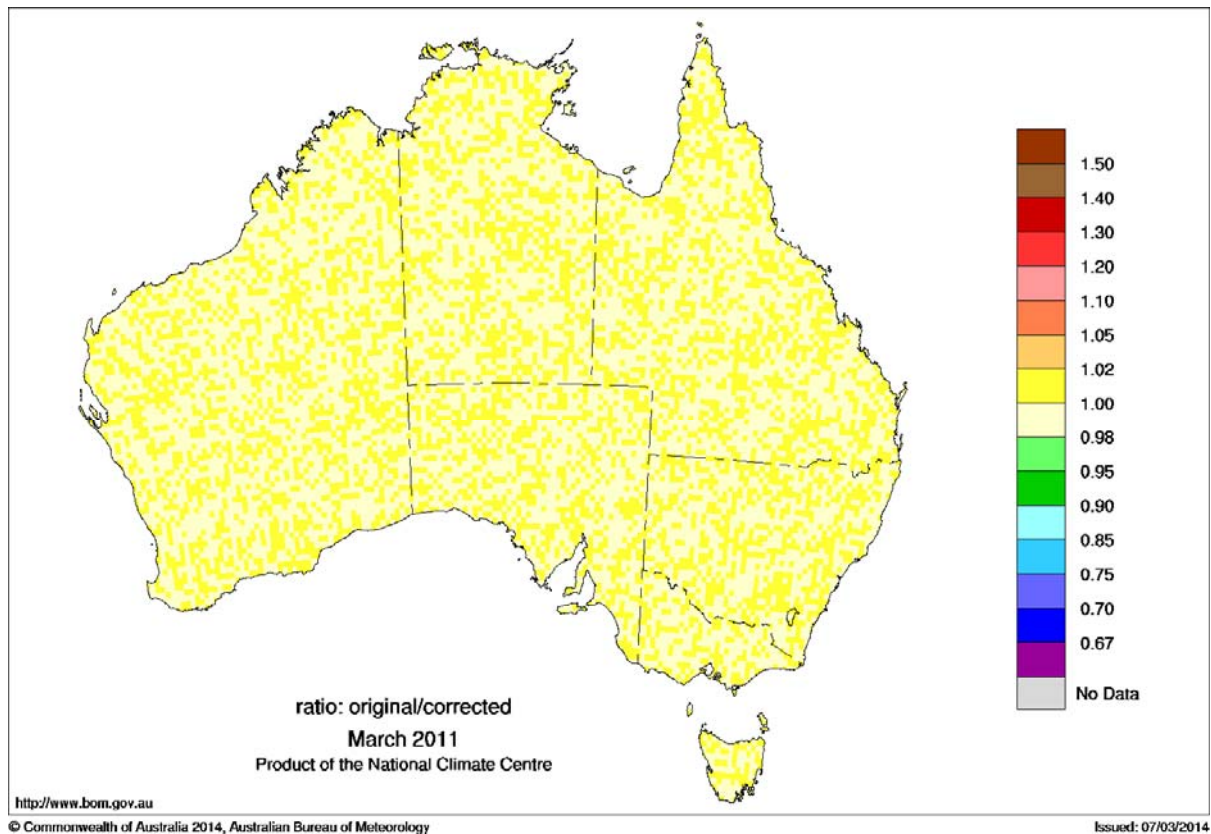 1.50
1.40
1.30
1.20
1.10
1.05
1.02
1.00
0.98
0.95
0.90
0.85
0.75
0.70
0.67
No Data
ratio: original/corrected
March 2011
Product of the National Climate Centre
http://www.bom.gov.au
© Commonwealth of Australia 2014, Australian Bureau of Meteorology
Issued: 07/03/2014